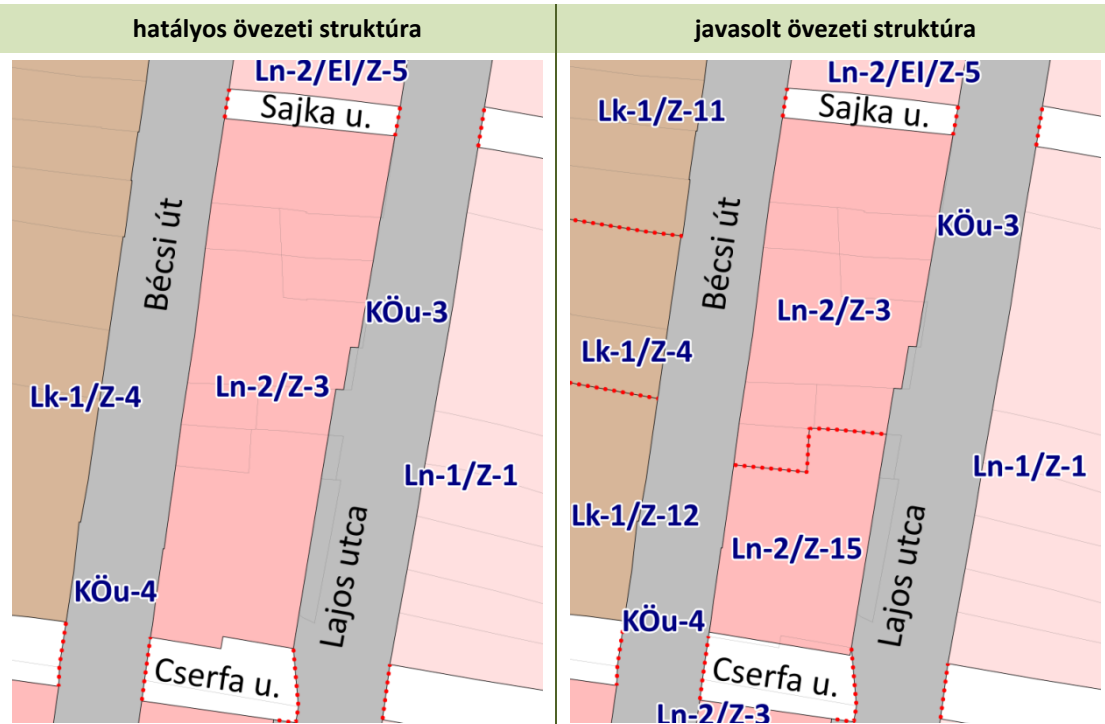 hatályos övezeti struktúra
javasolt övezeti struktúra
Ln-2/El/Z-5
Sajka u.
Bécsi út
KÖu-3
Lk-1/Z-4
Ln-2/Z-3
Ln-1/Z-1
Lajos utca
KÖu-4
Cserfa u.
Ln-2/El/Z-5
Lk-1/Z-11
Sajka u.
Bécsi út
KÖu-3
Ln-2/Z-3
Lk-1/Z-4
Ln-1/Z-1
Lk-1/Z-12
Ln-2/Z-15
Lajos utca
KÖu-4
Cserfa u.
Ln-2/Z-3